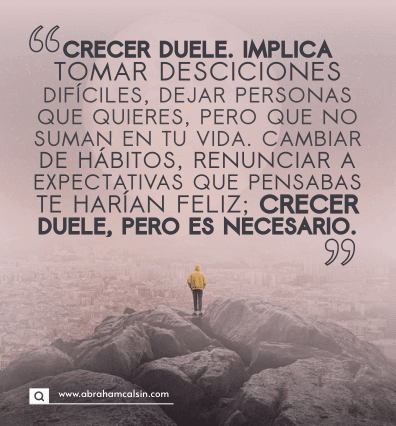 “CRECER DUELE. IMPLICA
TOMAR DESCICIONES
DIFÍCILES, DEJAR PERSONAS
QUE QUIERES, PERO QUE NO
SUMAN EN TU VIDA. CAMBIAR
DE HÁBITOS, RENUNCIAR A
EXPECTATIVAS QUE PENSABAS
TE HARÍAN FELIZ; CRECER
DUELE, PERO ES NECESARIO.
”
www.abrahamcalsin.com